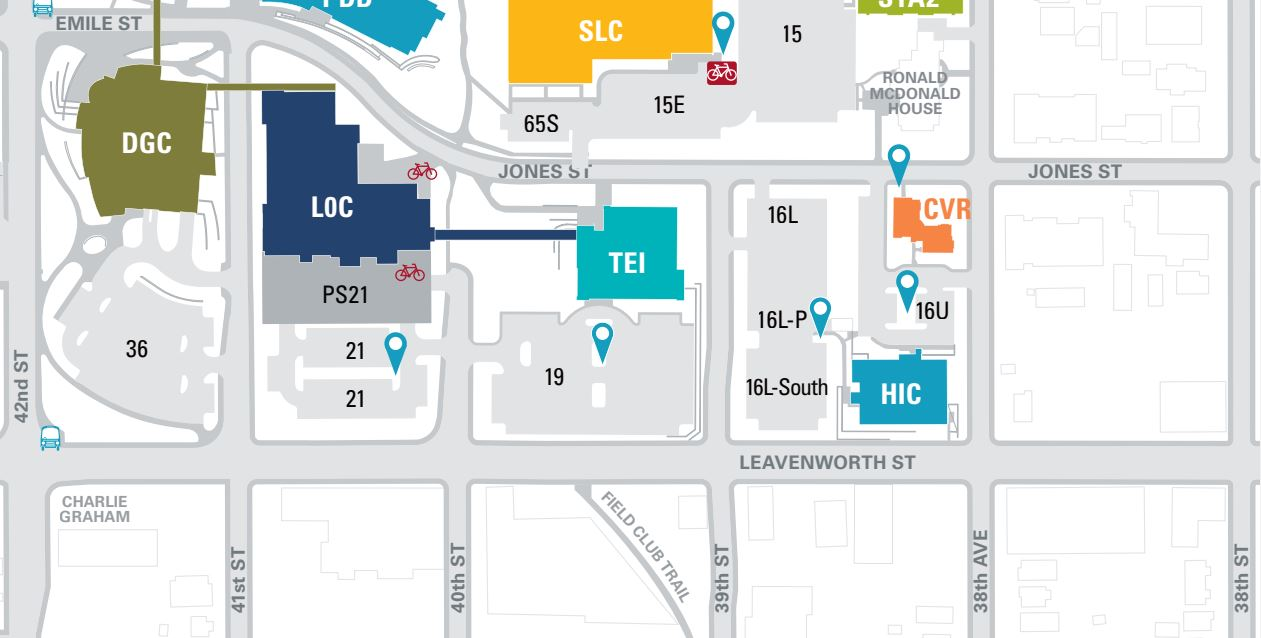 PDD
STA2
EMILE ST
SLC
15
RONALD
MCDONALD
HOUSE
15E
65S
DGC
JONES ST
JONES ST
LOC
16L
CVR
TEI
PS21
16L-P
16U
36
21
19
16L-South
HIC
21
42nd ST
LEAVENWORTH ST
CHARLIE
GRAHAM
FIELD CLUB TRAIL
41st ST
40th ST
39th ST
38th AVE
38th ST